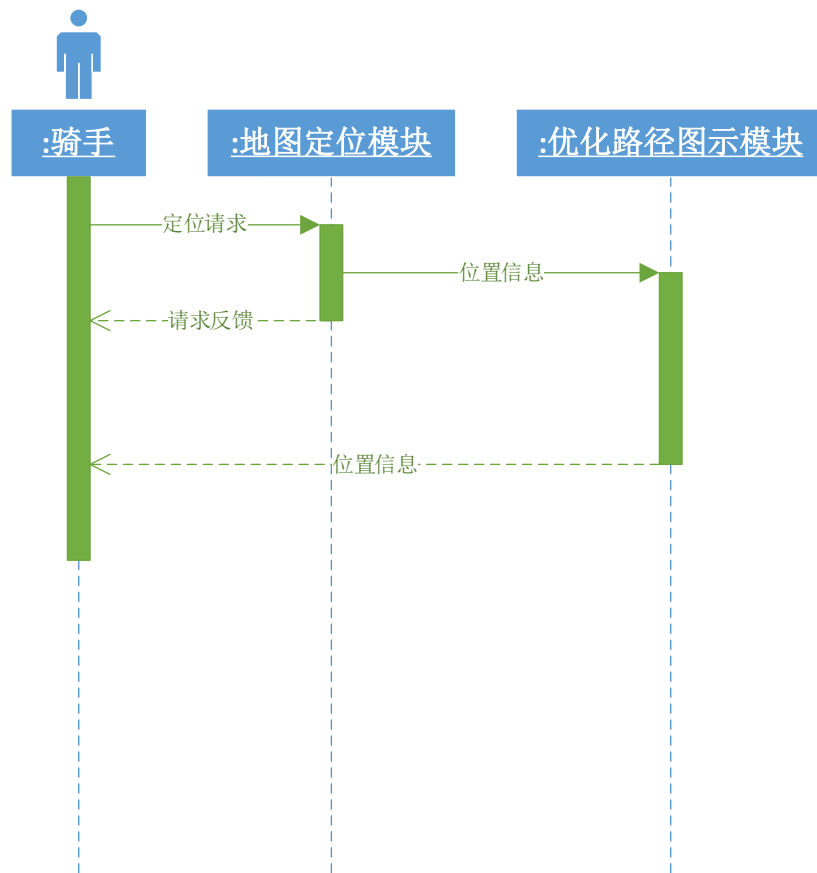 :骑手
:地图定位模块
:优化路径图示模块
定位请求
位置信息
请求反馈
位置信息